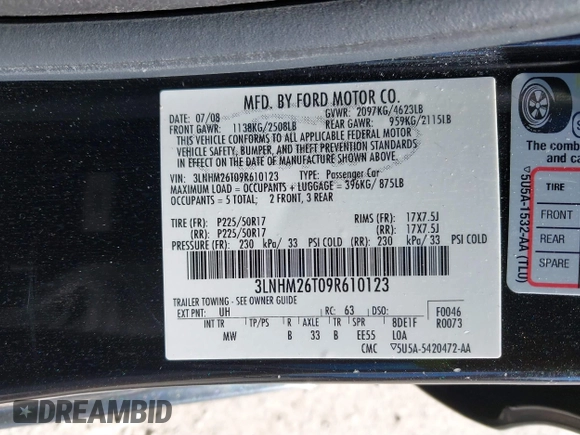 MFD. BY FORD MOTOR CO.
DATE: 07/08 GVWR: 2097KG/4623LB
FRONT GAWR: 1138KG/2508LB REAR GAWR: 959KG/2115LB
THIS VEHICLE CONFORMS TO ALL APPLICABLE FEDERAL MOTOR
VEHICLE SAFETY, BUMPER, AND THEFT PREVENTION STANDARDS
IN EFFECT ON THE DATE OF MANUFACTURE SHOWN ABOVE.
VIN: 3LNHM26T09R610123 TYPE: Passenger Car
MAXIMUM LOAD = OCCUPANTS + LUGGAGE = 396KG/ 875LB
OCCUPANTS = 5 TOTAL; 2 FRONT, 3 REAR
TIRE (FR): P225/50R17 RIMS (FR): 17X7.5J
(RR): P225/50R17 (RR): 17X7.5J
PRESSURE (FR): 230 kPa/ 33 PSI COLD (RR): 230 kPa/ 33 PSI COLD
3LNHM26T09R610123
TRAILER TOWING - SEE OWNER GUIDE
EXT PNT: UH RC: 63 DSO: F0046
INT TR TP/PS R AXLE TR SPR 8DE1F R0073
MW B 33 B EE55 L0A
CMC 5U5A-5420472-AA
The comb
5U5A-1532-AA (TL0)
TIRE
FRONT
REAR
SPARE
DREAMBID